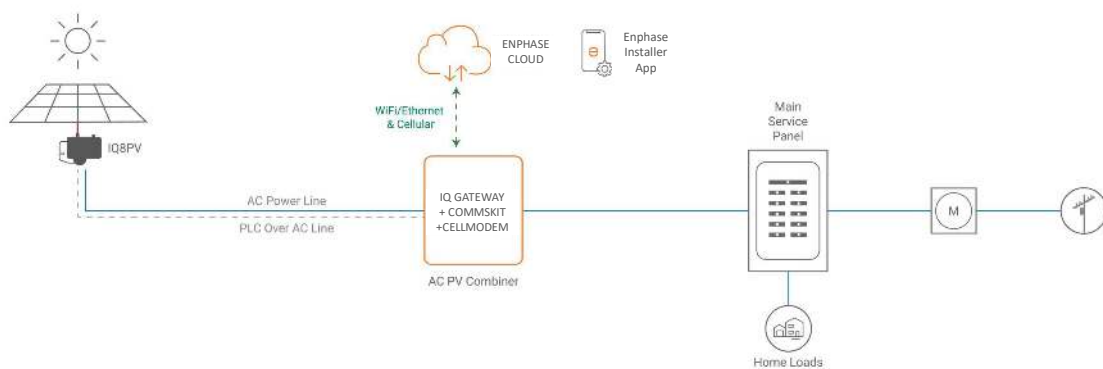 ENPHASE
CLOUD
Enphase
Installer
App
e
WiFi/Ethernet
& Cellular
Main
Service
Panel
IQ8PV
AC Power Line
PLC Over AC Line
IQ GATEWAY
+ COMMSKIT
+CELLMODEM
AC PV Combiner
M
Home Loads